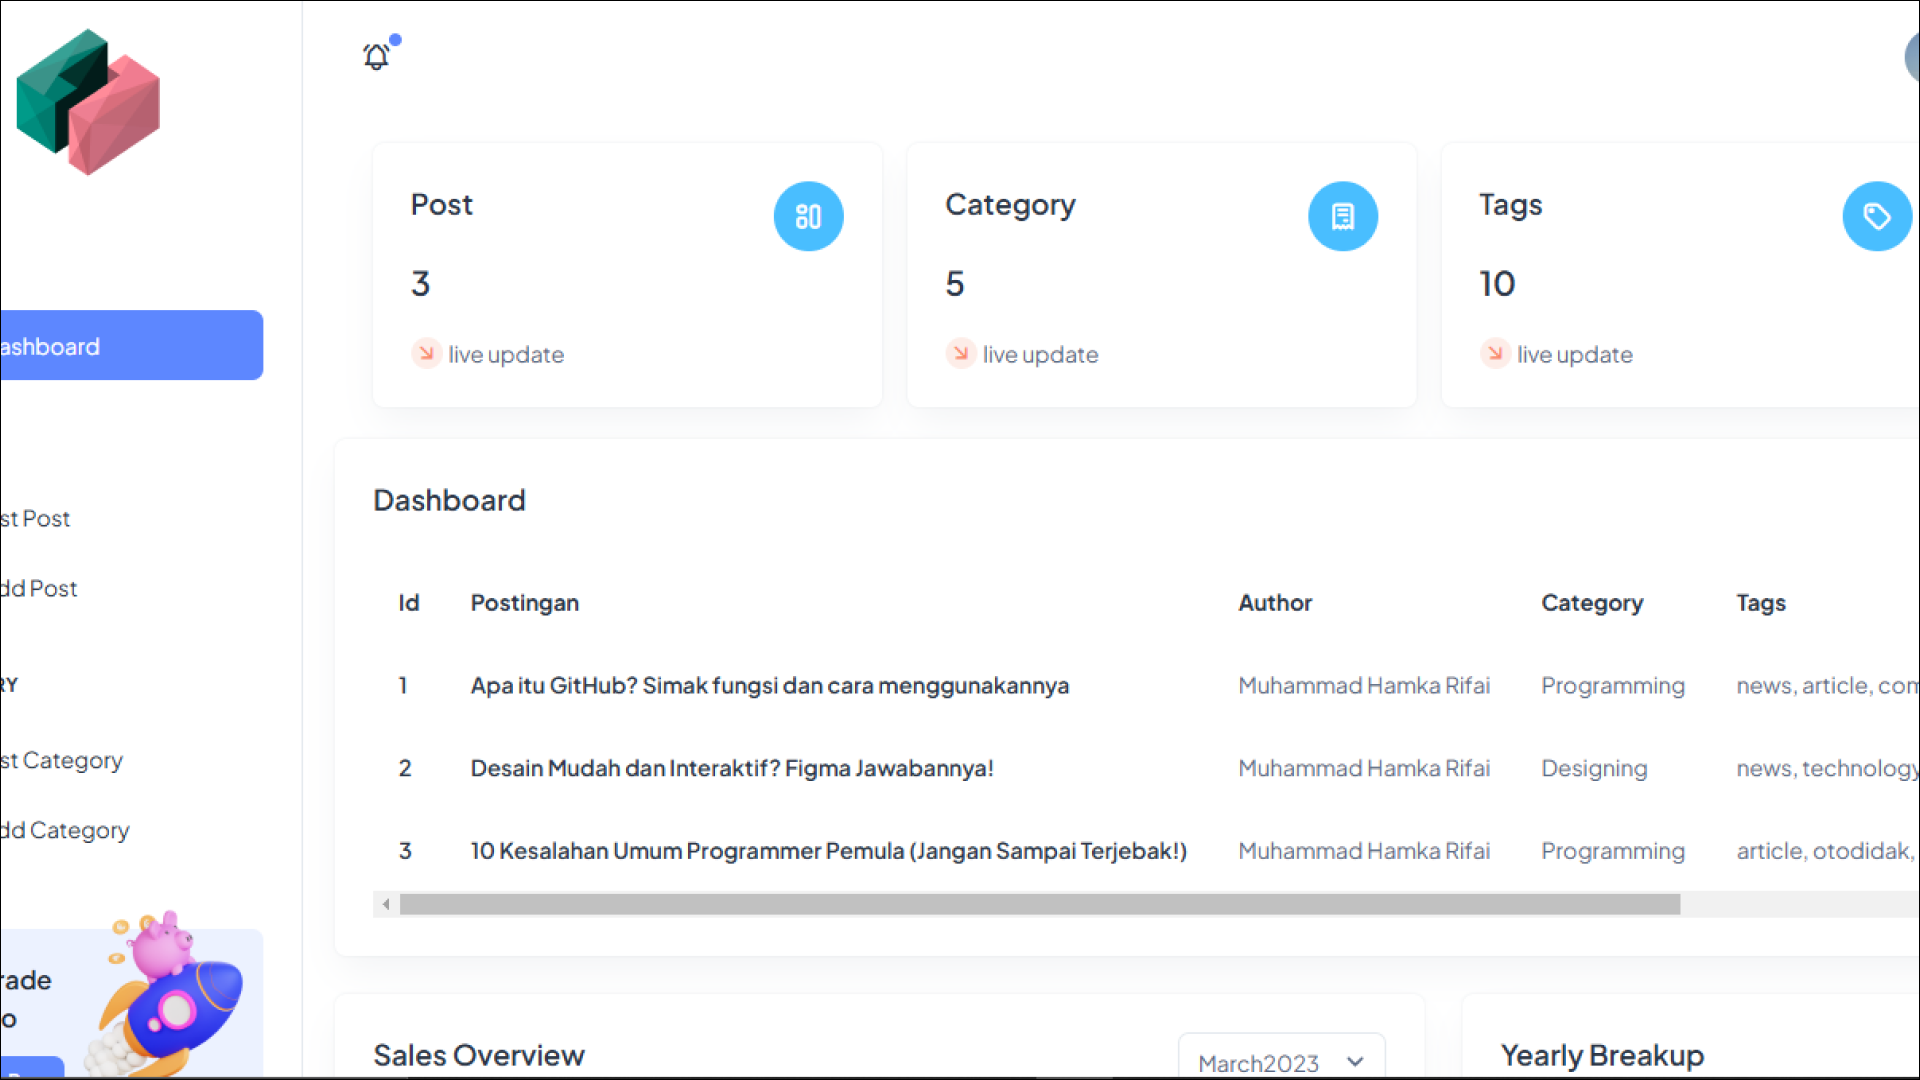 Post
3
live update
Category
5
live update
Tags
10
live update
ashboard
st Post
dd Post
RY
st Category
dd Category
rade
o
Dashboard
Id Postingan Author Category Tags
1 Apa itu GitHub? Simak fungsi dan cara menggunakannya Muhammad Hamka Rifai Programming news, article, com
2 Desain Mudah dan Interaktif? Figma Jawabannya! Muhammad Hamka Rifai Designing news, technology
3 10 Kesalahan Umum Programmer Pemula (Jangan Sampai Terjebak!) Muhammad Hamka Rifai Programming article, otodidak,
Sales Overview
March2023
Yearly Breakup